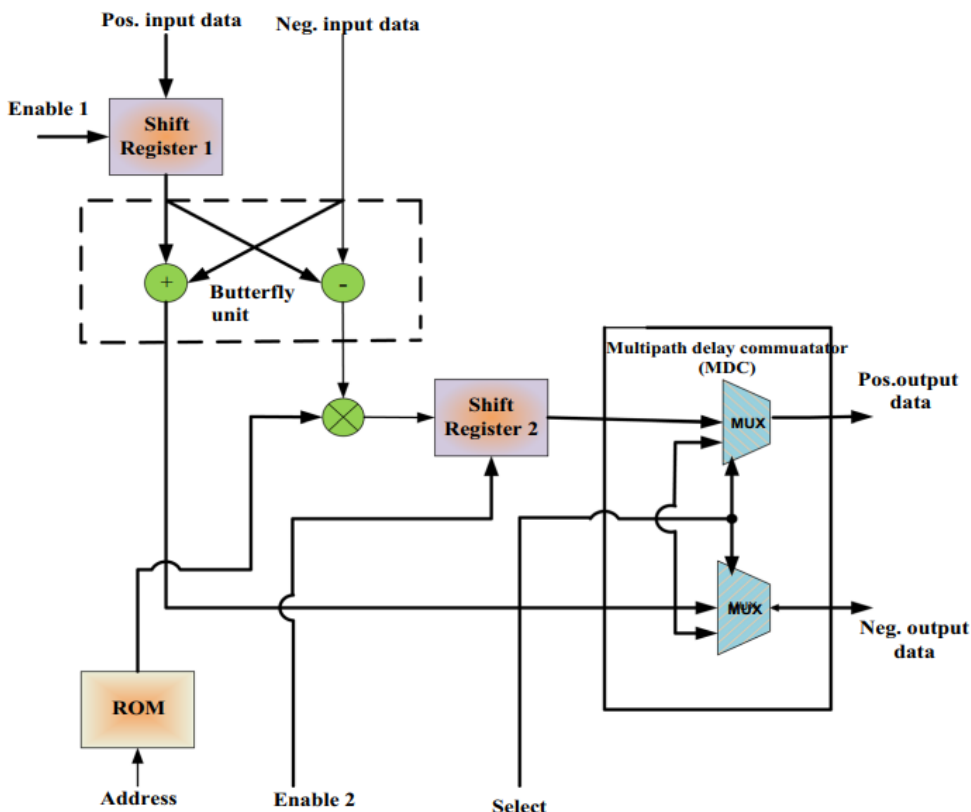 Pos. input data
Neg. input data
Enable 1
Shift
Register 1
+
-
Butterfly
unit
Multipath delay commuatator
(MDC)
Pos.output
data
Shift
Register 2
MUX
MUX
Neg. output
data
ROM
Address
Enable 2
Select